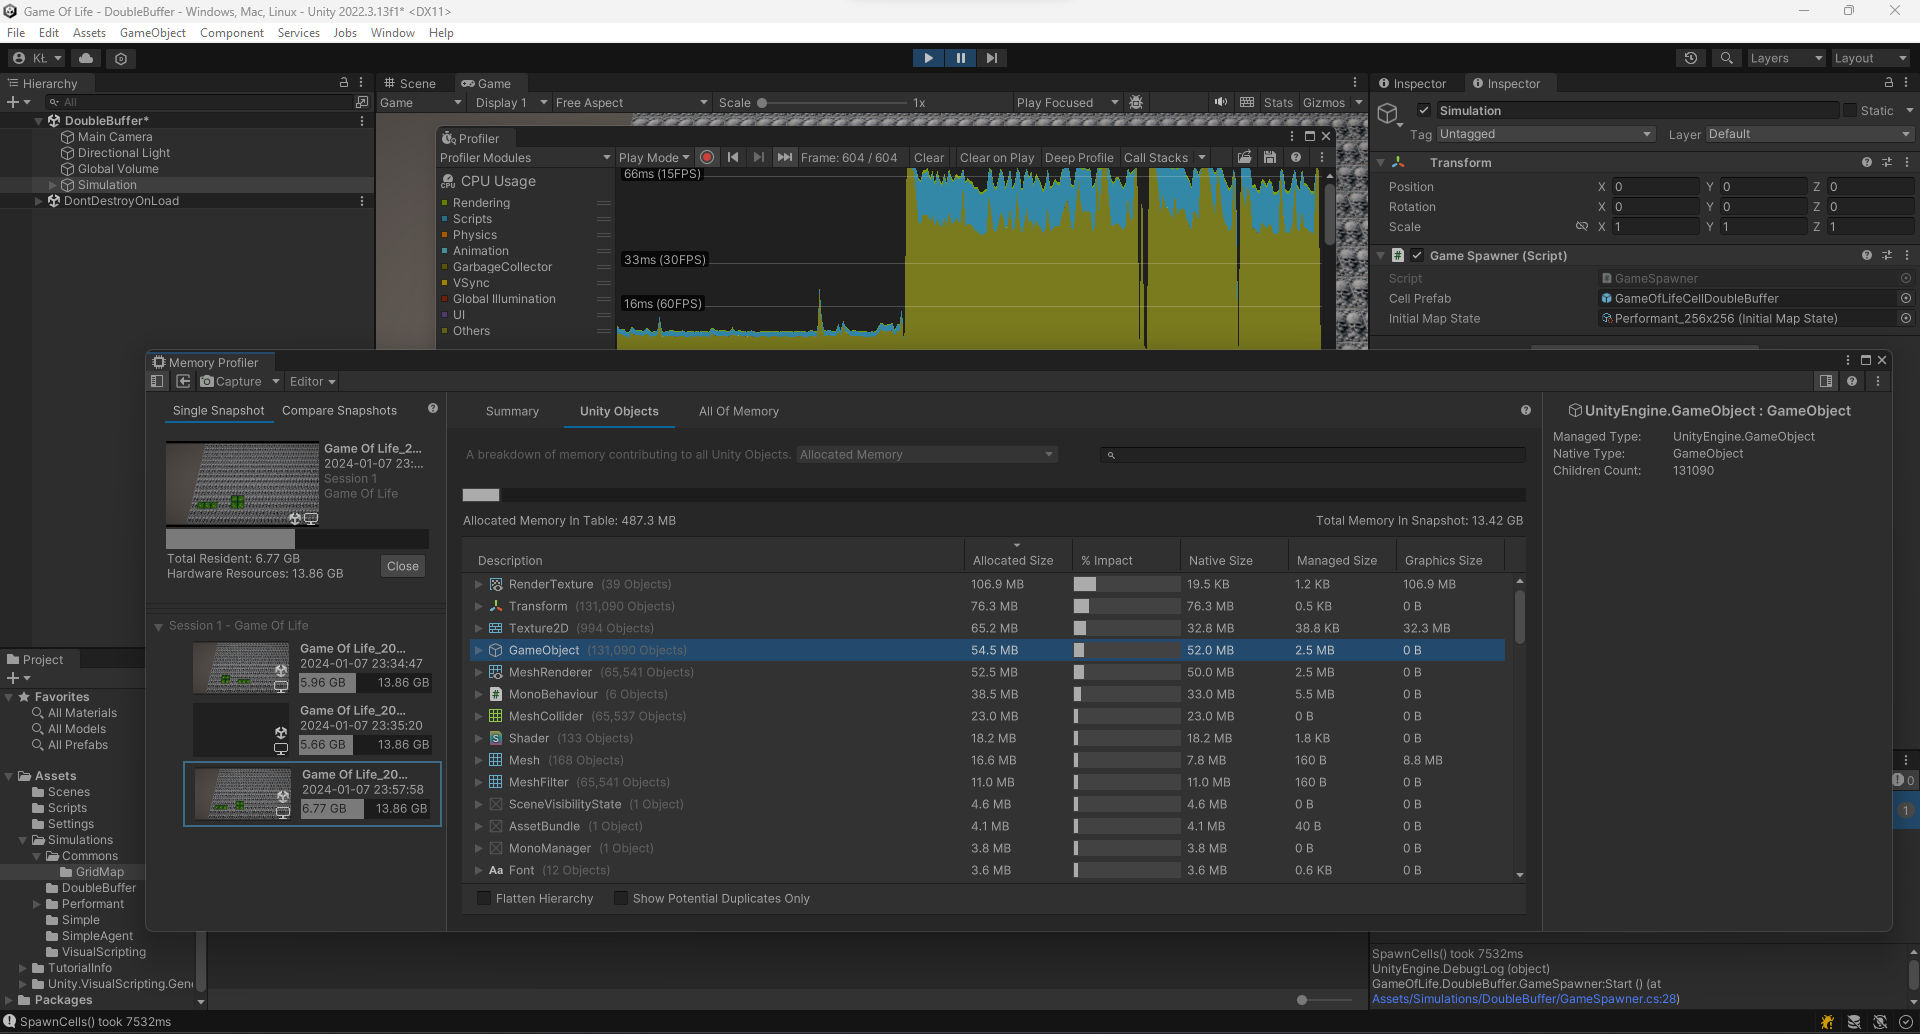 Game Of Life - DoubleBuffer - Windows, Mac, Linux - Unity 2022.3.13f1* <DX11>
File Edit Assets GameObject Component Services Jobs Window Help
KŁ
Layers
Layout
Hierarchy
All
DoubleBuffer*
Main Camera
Directional Light
Global Volume
Simulation
DontDestroyOnLoad
Scene
Game
Game
Display 1
Free Aspect
Scale
1x
Play Focused
Stats
Gizmos
Profiler
Profiler Modules
Play Mode
Frame: 604 / 604
Clear
Clear on Play
Deep Profile
Call Stacks
CPU Usage
Rendering
Scripts
Physics
Animation
GarbageCollector
VSync
Global Illumination
UI
Others
66ms (15FPS)
33ms (30FPS)
16ms (60FPS)
Inspector
Inspector
Simulation
Static
Tag Untagged
Layer Default
Transform
Position X 0 Y 0 Z 0
Rotation X 0 Y 0 Z 0
Scale X 1 Y 1 Z 1
# Game Spawner (Script)
Script GameSpawner
Cell Prefab GameOfLifeCellDoubleBuffer
Initial Map State Performant_256x256 (Initial Map State)
Memory Profiler
Capture
Editor
Single Snapshot
Compare Snapshots
Game Of Life_2...
2024-01-07 23:...
Session 1
Game Of Life
Total Resident: 6.77 GB
Hardware Resources: 13.86 GB
Close
Session 1 - Game Of Life
Game Of Life_20...
2024-01-07 23:34:47
5.96 GB 13.86 GB
Game Of Life_20...
2024-01-07 23:35:20
5.66 GB 13.86 GB
Game Of Life_20...
2024-01-07 23:57:58
6.77 GB 13.86 GB
Summary
Unity Objects
All Of Memory
A breakdown of memory contributing to all Unity Objects.
Allocated Memory
Allocated Memory In Table: 487.3 MB
Total Memory In Snapshot: 13.42 GB
Description Allocated Size % Impact Native Size Managed Size Graphics Size
RenderTexture (39 Objects) 106.9 MB 19.5 KB 1.2 KB 106.9 MB
Transform (131,090 Objects) 76.3 MB 76.3 MB 0.5 KB 0 B
Texture2D (994 Objects) 65.2 MB 32.8 MB 38.8 KB 32.3 MB
GameObject (131,090 Objects) 54.5 MB 52.0 MB 2.5 MB 0 B
MeshRenderer (65,541 Objects) 52.5 MB 50.0 MB 2.5 MB 0 B
# MonoBehaviour (6 Objects) 38.5 MB 33.0 MB 5.5 MB 0 B
MeshCollider (65,537 Objects) 23.0 MB 23.0 MB 0 B 0 B
S Shader (133 Objects) 18.2 MB 18.2 MB 1.8 KB 0 B
Mesh (168 Objects) 16.6 MB 7.8 MB 160 B 8.8 MB
MeshFilter (65,541 Objects) 11.0 MB 11.0 MB 160 B 0 B
SceneVisibilityState (1 Object) 4.6 MB 4.6 MB 0 B 0 B
AssetBundle (1 Object) 4.1 MB 4.1 MB 40 B 0 B
MonoManager (1 Object) 3.8 MB 3.8 MB 0 B 0 B
Aa Font (12 Objects) 3.6 MB 3.6 MB 0.6 KB 0 B
Flatten Hierarchy
Show Potential Duplicates Only
UnityEngine.GameObject : GameObject
Managed Type: UnityEngine.GameObject
Native Type: GameObject
Children Count: 131090
Project
Favorites
All Materials
All Models
All Prefabs
Assets
Scenes
Scripts
Settings
Simulations
Commons
GridMap
DoubleBuffer
Performant
Simple
SimpleAgent
VisualScripting
TutorialInfo
Unity.VisualScripting.Gene
Packages
0
1
SpawnCells() took 7532ms
UnityEngine.Debug:Log (object)
GameOfLife.DoubleBuffer.GameSpawner:Start () (at
Assets/Simulations/DoubleBuffer/GameSpawner.cs:28)
SpawnCells() took 7532ms